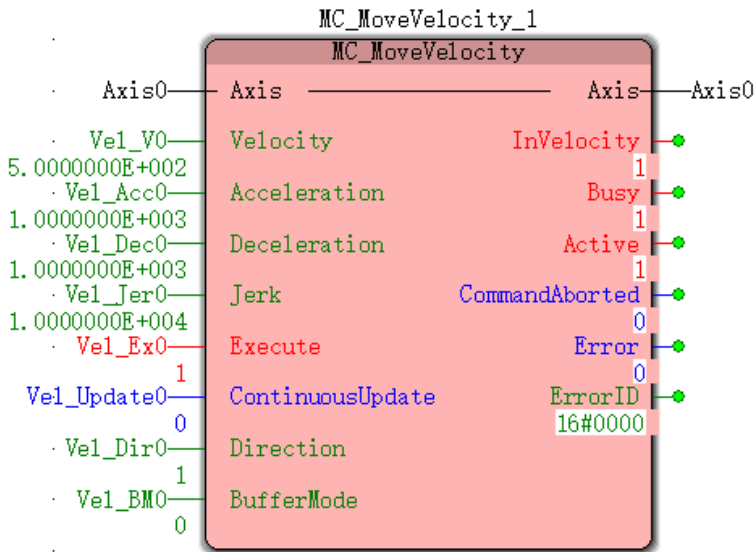 MC_MoveVelocity_1
MC_MoveVelocity
Axis0 Axis Axis Axis0
Vel_V0 Velocity InVelocity
5.0000000E+002 1
Vel_Acc0 Acceleration Busy
1.0000000E+003 1
Vel_Dec0 Deceleration Active
1.0000000E+003 1
Vel_Jer0 Jerk CommandAborted
1.0000000E+004 0
Vel_Ex0 Execute Error
1 0
Vel_Update0 ContinuousUpdate ErrorID
0 16#0000
Vel_Dir0 Direction
1
Vel_BM0 BufferMode
0